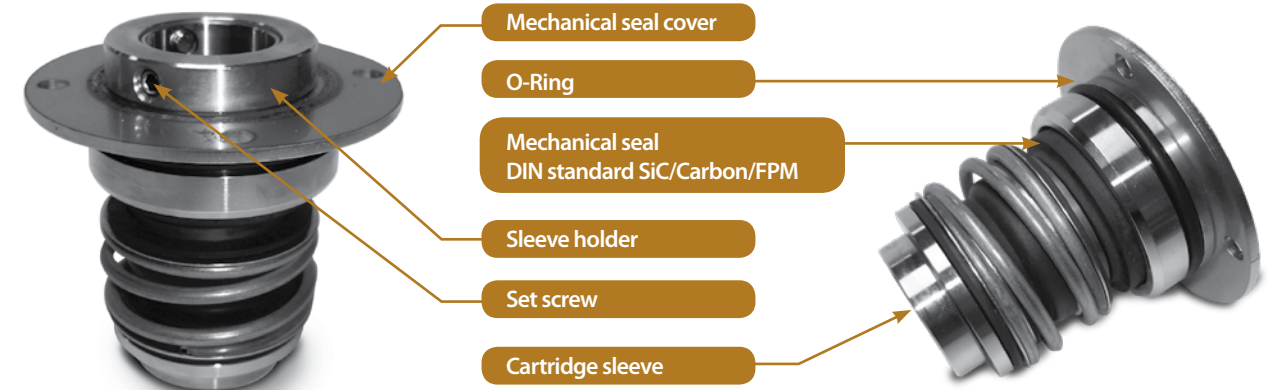 Mechanical seal cover
O-Ring
Mechanical seal
DIN standard SiC/Carbon/FPM
Sleeve holder
Set screw
Cartridge sleeve